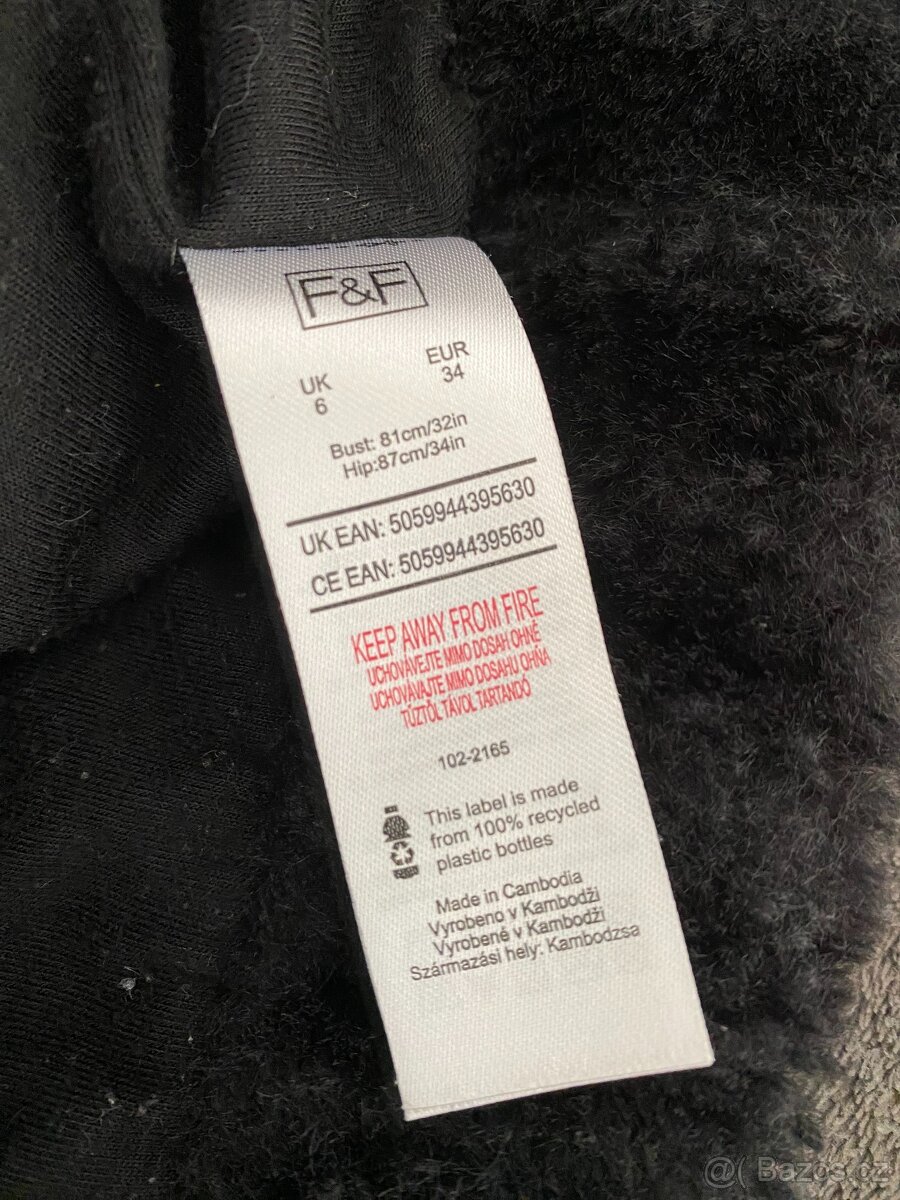 F&F
UK
6
EUR
34
Bust: 81cm/32in
Hip:87cm/34in
UK EAN: 5059944395630
CE EAN: 5059944395630
KEEP AWAY FROM FIRE
UCHOVÁVEJTE MIMO DOSAH OHNĚ
UCHOVÁVAJTE MIMO DOSAHU OHŇA
TŰZTŐL TÁVOL TARTANDÓ
102-2165
This label is made
from 100% recycled
plastic bottles
Made in Cambodia
Vyrobeno v Kambodži
Vyrobené v Kambodži
Származási hely: Kambodzsa
@( Bazos.cz